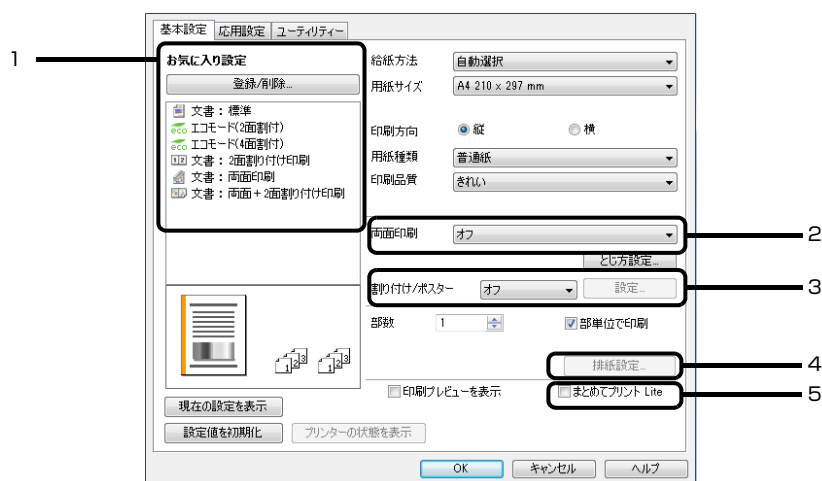 基本設定 応用設定 ユーティリティー
1
お気に入り設定
登録/削除...
文書:標準
eco エコモード(2面割付)
eco エコモード(4面割付)
12 文書:2面割り付け印刷
文書:両面印刷
文書:両面+2面割り付け印刷
給紙方法 自動選択
用紙サイズ A4 210 x 297 mm
印刷方向 縦 横
用紙種類 普通紙
印刷品質 きれい
両面印刷 オフ
2
とじ方設定...
割り付け/ポスター オフ 設定...
3
部数 1 部単位で印刷
1 2 3 1 2 3
排紙設定...
4
印刷プレビューを表示 まとめてプリント Lite
5
現在の設定を表示
設定値を初期化 プリンターの状態を表示
OK キャンセル ヘルプ